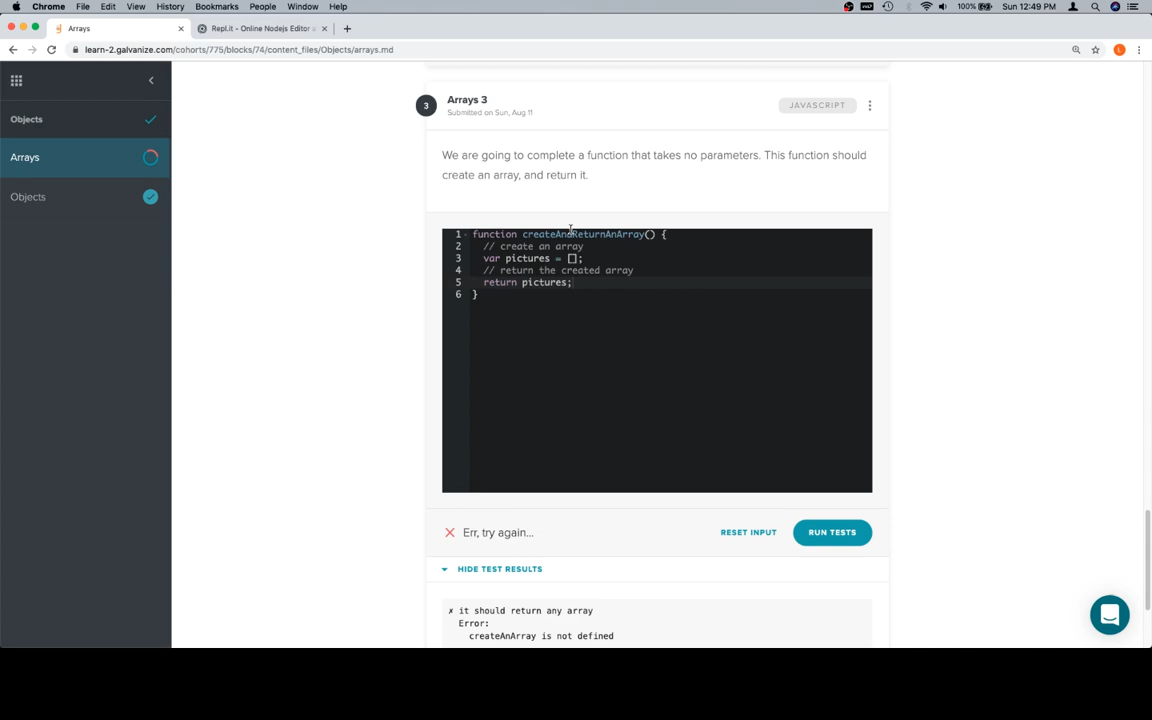 Chrome File Edit View History Bookmarks People Window Help 100% Sun 12:49 PM
Arrays Repl.it - Online Nodejs Editor a
learn-2.galvanize.com/cohorts/775/blocks/74/content_files/Objects/arrays.md
Objects
Arrays
Objects
3 Arrays 3
Submitted on Sun, Aug 11
JAVASCRIPT
We are going to complete a function that takes no parameters. This function should
create an array, and return it.
1 function createAndReturnAnArray() {
2 // create an array
3 var pictures = [];
4 // return the created array
5 return pictures;
6 }
Err, try again...
RESET INPUT
RUN TESTS
HIDE TEST RESULTS
✗ it should return any array
Error:
createAnArray is not defined